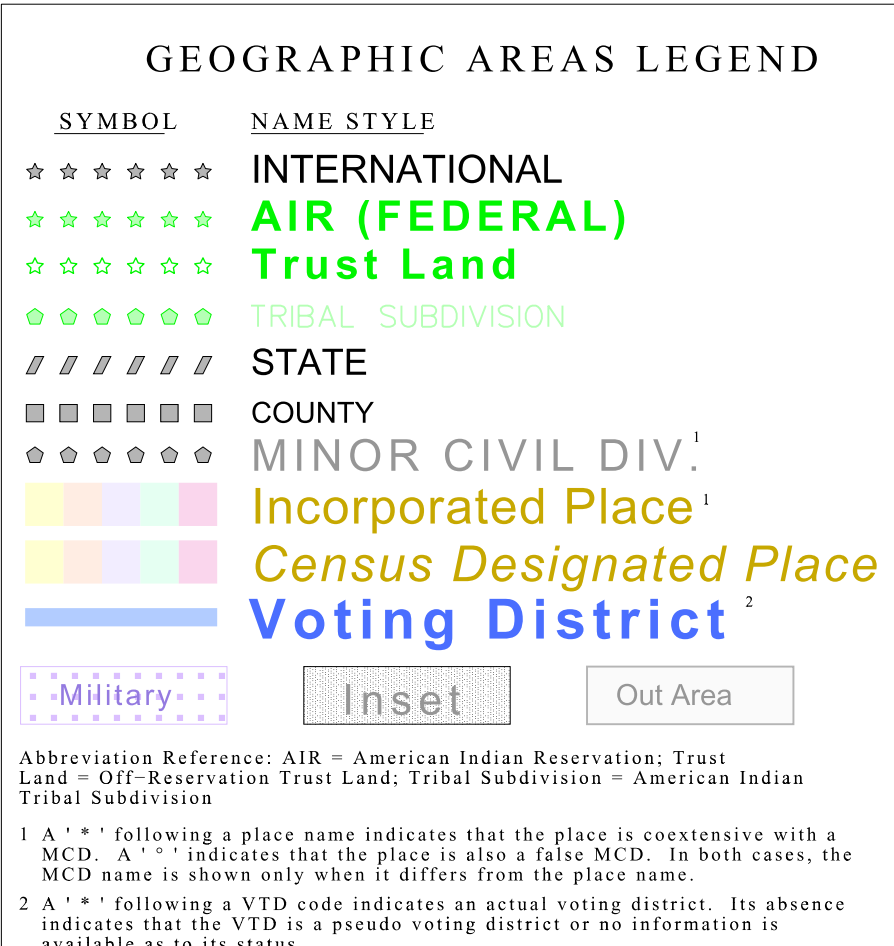 GEOGRAPHIC AREAS LEGEND
SYMBOL NAME STYLE
INTERNATIONAL
AIR (FEDERAL)
Trust Land
TRIBAL SUBDIVISION
STATE
COUNTY
MINOR CIVIL DIV. 1
Incorporated Place 1
Census Designated Place
Voting District 2
Military Inset Out Area
Abbreviation Reference: AIR = American Indian Reservation; Trust
Land = Off−Reservation Trust Land; Tribal Subdivision = American Indian
Tribal Subdivision
1 A ' * ' following a place name indicates that the place is coextensive with a
MCD. A ' ° ' indicates that the place is also a false MCD. In both cases, the
MCD name is shown only when it differs from the place name.
2 A ' * ' following a VTD code indicates an actual voting district. Its absence
indicates that the VTD is a pseudo voting district or no information is
available as to its status